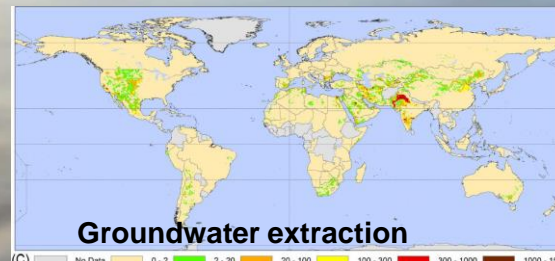 Groundwater extraction
(C) No Data 0 - 2 2 - 20 20 - 100 100 - 300 300 - 1000